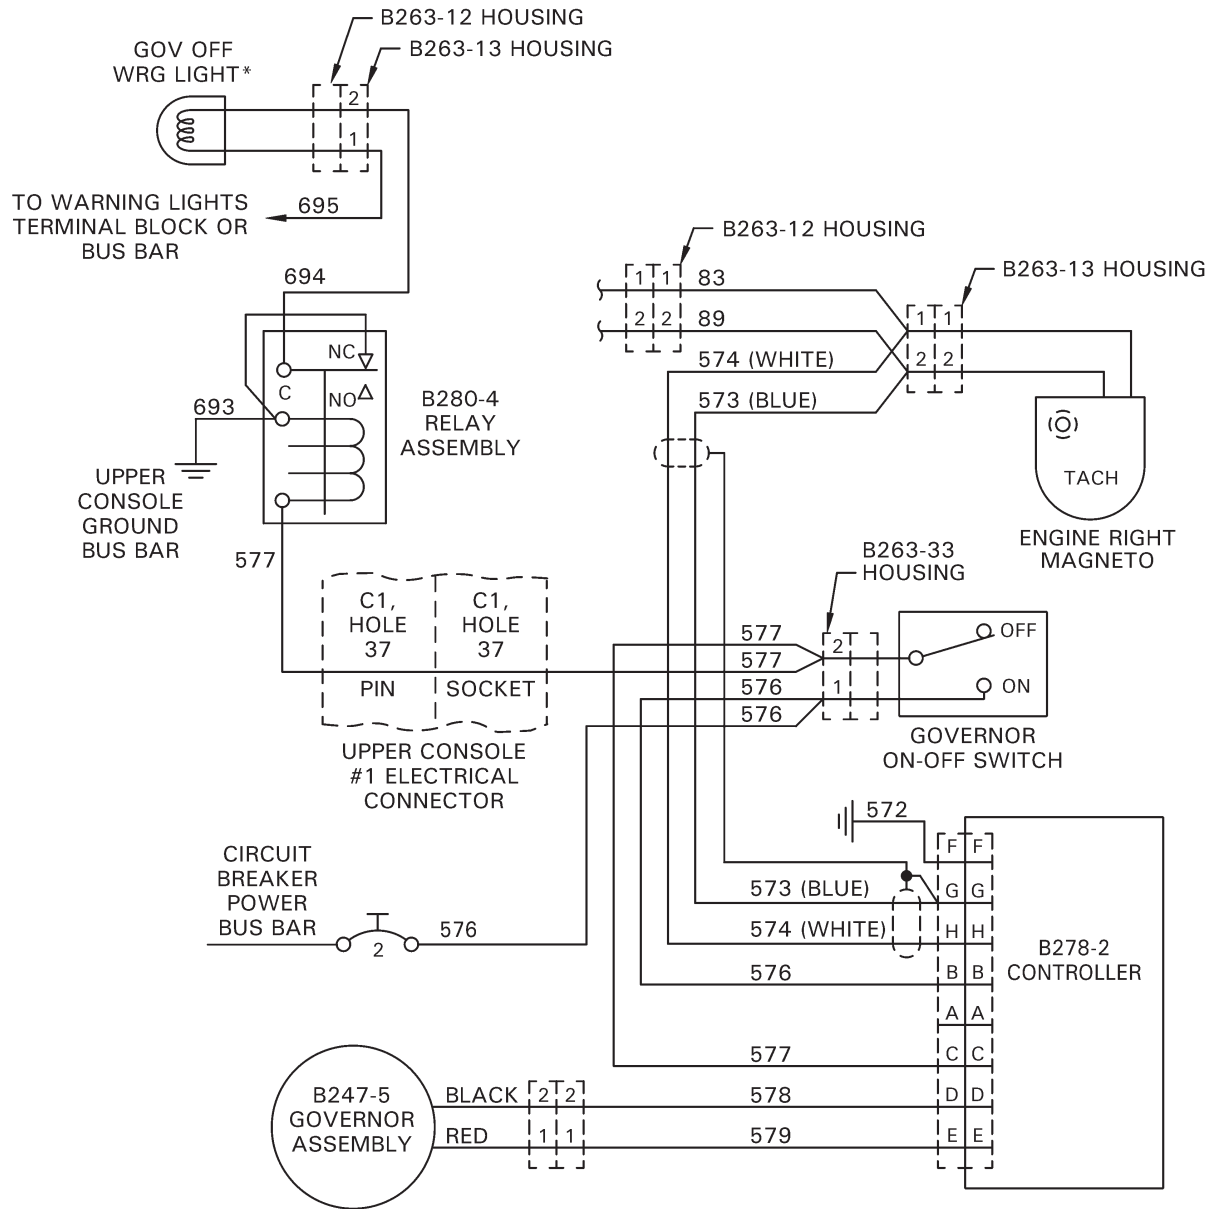 B263-12 HOUSING
B263-13 HOUSING
GOV OFF
WRG LIGHT*
2
1
TO WARNING LIGHTS
TERMINAL BLOCK OR
BUS BAR
695
694
B263-12 HOUSING
B263-13 HOUSING
1 1 83
2 2 89
1 1
2 2
574 (WHITE)
573 (BLUE)
NC
C
NO
693
B280-4
RELAY
ASSEMBLY
UPPER
CONSOLE
GROUND
BUS BAR
577
TACH
ENGINE RIGHT
MAGNETO
B263-33
HOUSING
C1,
HOLE
37
PIN
C1,
HOLE
37
SOCKET
UPPER CONSOLE
#1 ELECTRICAL
CONNECTOR
577
577
576
576
2
1
OFF
ON
GOVERNOR
ON-OFF SWITCH
572
CIRCUIT
BREAKER
POWER
BUS BAR
2
576
573 (BLUE)
574 (WHITE)
576
577
578
579
F F
G G
H H
B B
A A
C C
D D
E E
B278-2
CONTROLLER
B247-5
GOVERNOR
ASSEMBLY
BLACK 2 2
RED 1 1